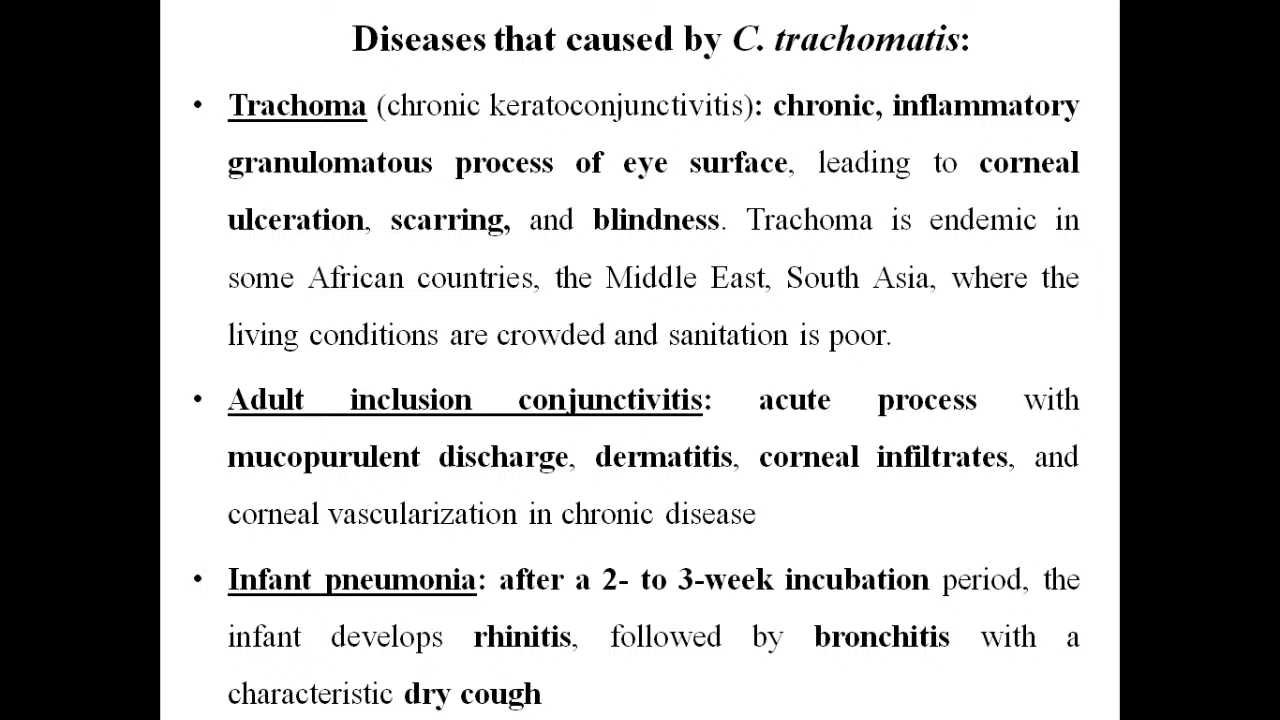 Diseases that caused by C. trachomatis:
• Trachoma (chronic keratoconjunctivitis): chronic, inflammatory
granulomatous process of eye surface, leading to corneal
ulceration, scarring, and blindness. Trachoma is endemic in
some African countries, the Middle East, South Asia, where the
living conditions are crowded and sanitation is poor.
• Adult inclusion conjunctivitis: acute process with
mucopurulent discharge, dermatitis, corneal infiltrates, and
corneal vascularization in chronic disease
• Infant pneumonia: after a 2- to 3-week incubation period, the
infant develops rhinitis, followed by bronchitis with a
characteristic dry cough